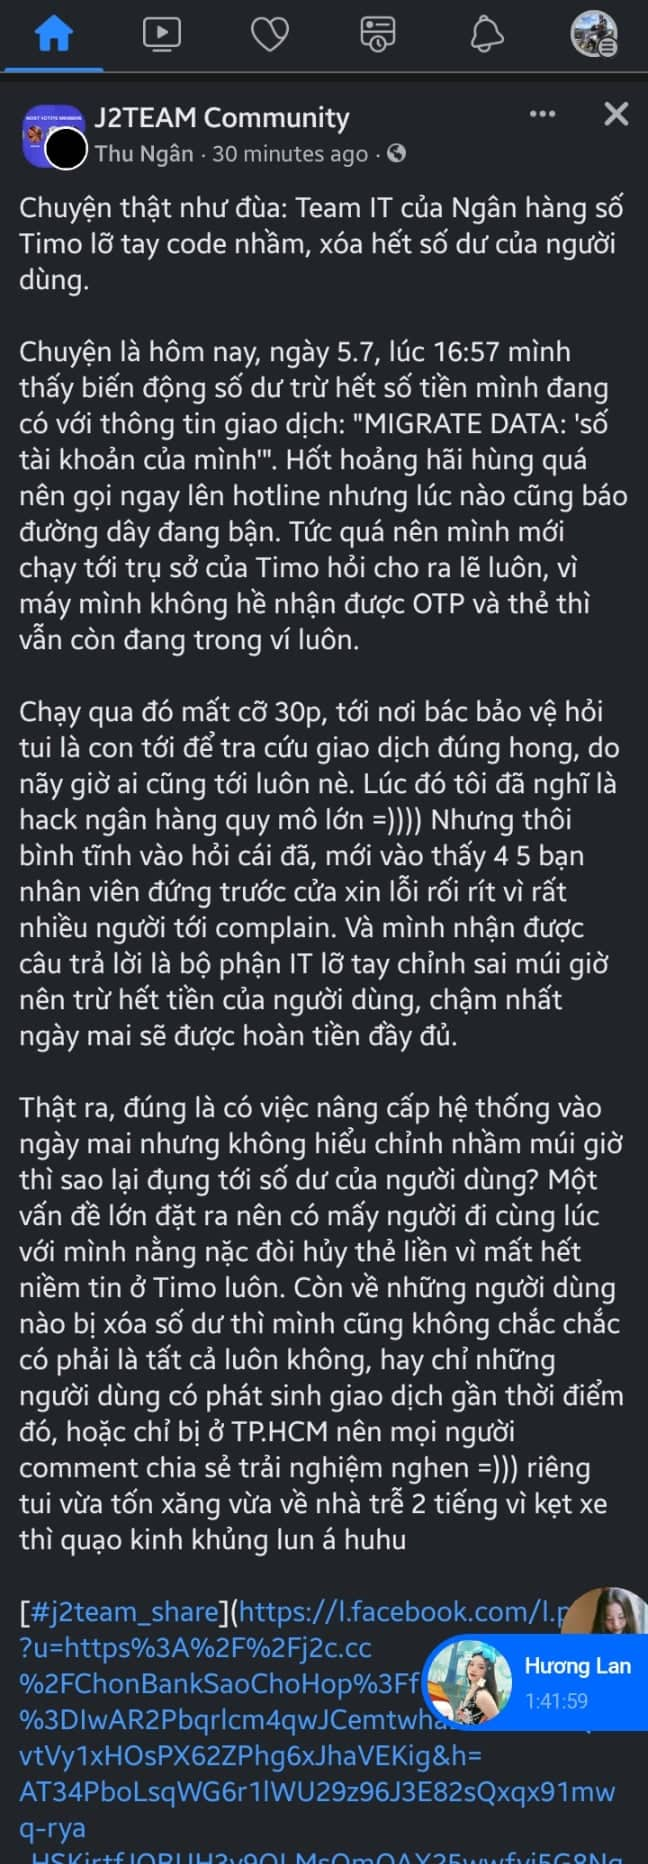 J2TEAM Community
Thu Ngân · 30 minutes ago ·
Chuyện thật như đùa: Team IT của Ngân hàng số
Timo lỡ tay code nhầm, xóa hết số dư của người
dùng.
Chuyện là hôm nay, ngày 5.7, lúc 16:57 mình
thấy biến động số dư trừ hết số tiền mình đang
có với thông tin giao dịch: "MIGRATE DATA: 'số
tài khoản của mình'". Hốt hoảng hãi hùng quá
nên gọi ngay lên hotline nhưng lúc nào cũng báo
đường dây đang bận. Tức quá nên mình mới
chạy tới trụ sở của Timo hỏi cho ra lẽ luôn, vì
máy mình không hề nhận được OTP và thẻ thì
vẫn còn đang trong ví luôn.
Chạy qua đó mất cỡ 30p, tới nơi bác bảo vệ hỏi
tui là con tới để tra cứu giao dịch đúng hong, do
nãy giờ ai cũng tới luôn nè. Lúc đó tôi đã nghĩ là
hack ngân hàng quy mô lớn =)))) Nhưng thôi
bình tĩnh vào hỏi cái đã, mới vào thấy 4 5 bạn
nhân viên đứng trước cửa xin lỗi rối rít vì rất
nhiều người tới complain. Và mình nhận được
câu trả lời là bộ phận IT lỡ tay chỉnh sai múi giờ
nên trừ hết tiền của người dùng, chậm nhất
ngày mai sẽ được hoàn tiền đầy đủ.
Thật ra, đúng là có việc nâng cấp hệ thống vào
ngày mai nhưng không hiểu chỉnh nhầm múi giờ
thì sao lại đụng tới số dư của người dùng? Một
vấn đề lớn đặt ra nên có mấy người đi cùng lúc
với mình nằng nặc đòi hủy thẻ liền vì mất hết
niềm tin ở Timo luôn. Còn về những người dùng
nào bị xóa số dư thì mình cũng không chắc chắc
có phải là tất cả luôn không, hay chỉ những
người dùng có phát sinh giao dịch gần thời điểm
đó, hoặc chỉ bị ở TP.HCM nên mọi người
comment chia sẻ trải nghiệm nghen =))) riêng
tui vừa tốn xăng vừa về nhà trễ 2 tiếng vì kẹt xe
thì quạo kinh khủng lun á huhu
[#j2team_share](https://l.facebook.com/l.p
?u=https%3A%2F%2Fj2c.cc
%2FChonBankSaoChoHop%3Ff
Hương Lan
1:41:59
%3DIwAR2Pbqrlcm4qwJCemtwha
vtVy1xHOsPX62ZPhg6xJhaVEKig&h=
AT34PboLsqWG6r1lWU29z96J3E82sQxqx91mw
q-rya